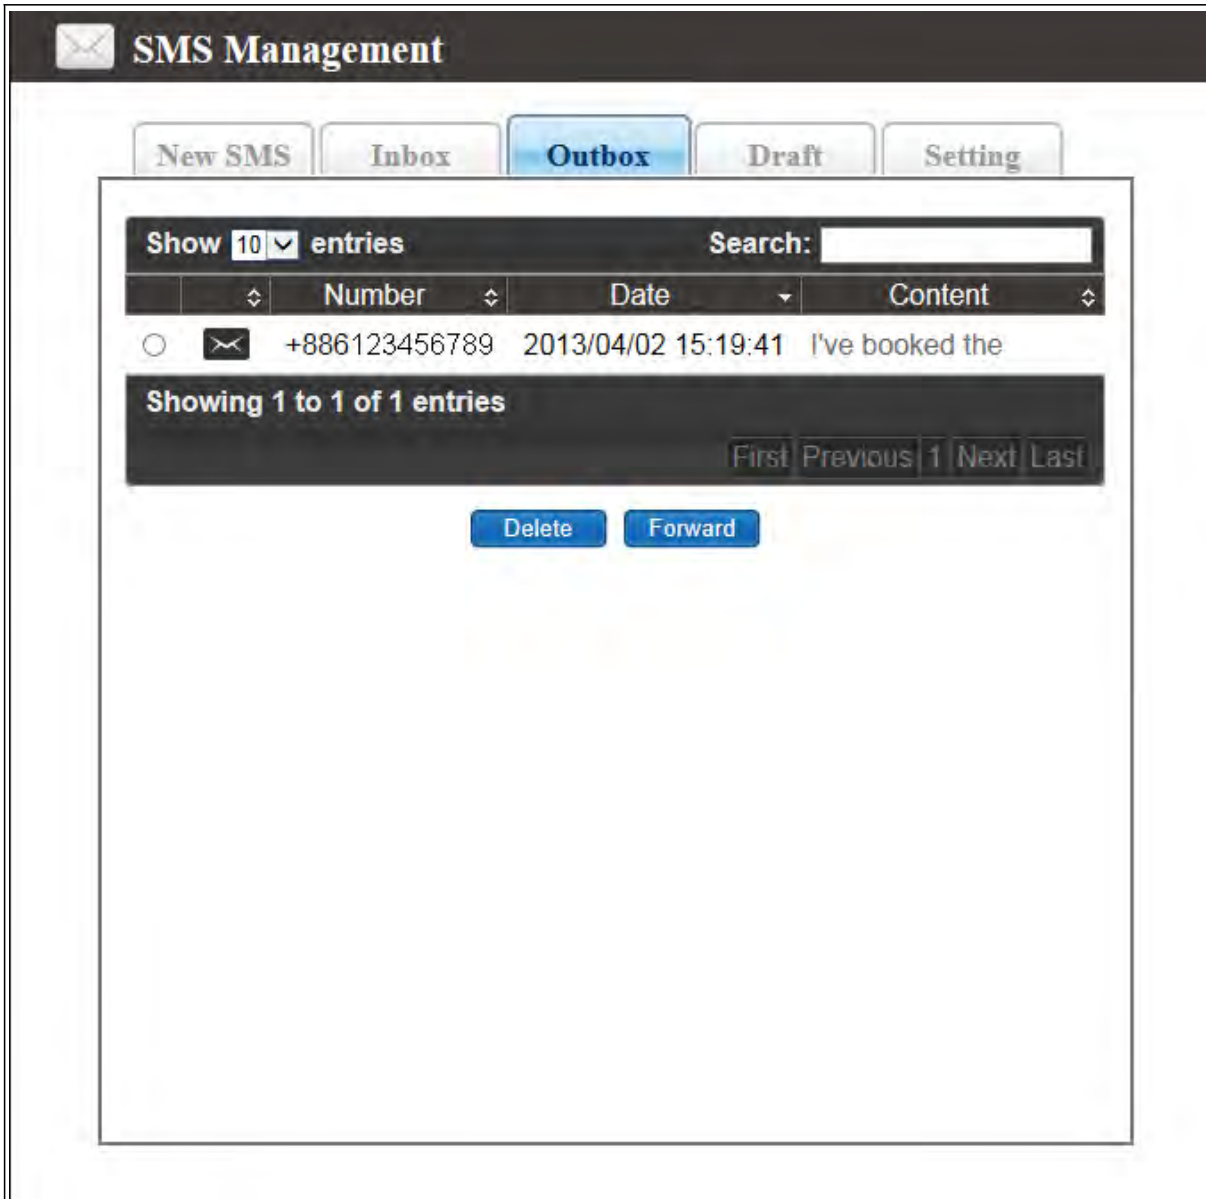 SMS Management
New SMS Inbox Outbox Draft Setting
Show 10 entries Search:
Number Date Content
+886123456789 2013/04/02 15:19:41 I've booked the
Showing 1 to 1 of 1 entries
First Previous 1 Next Last
Delete Forward